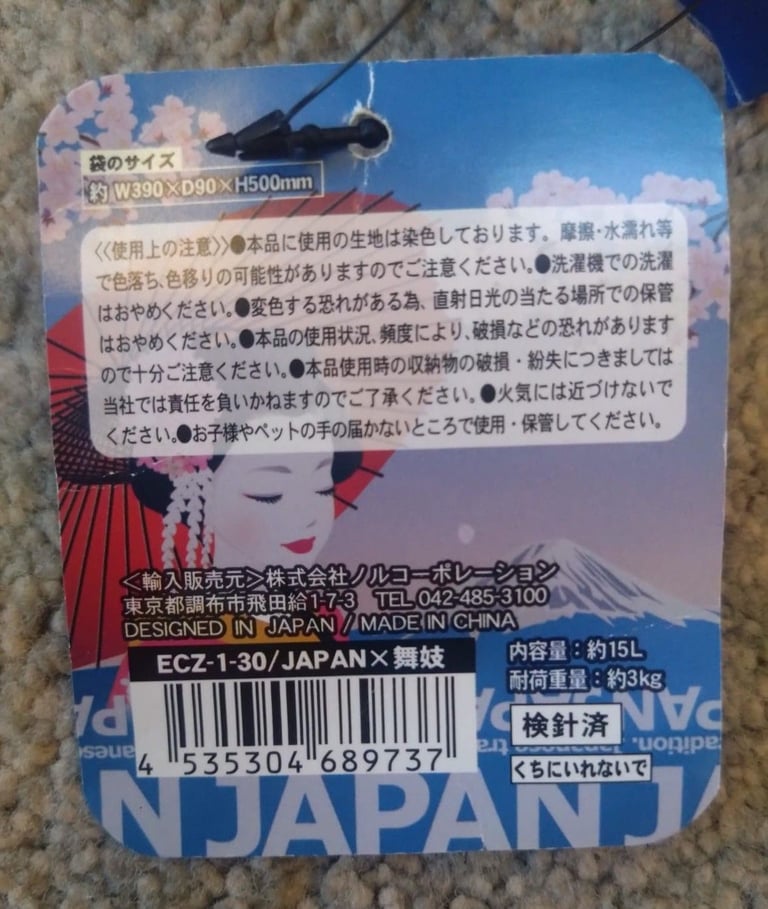 袋のサイズ
約 W390×D90×H500mm
《使用上の注意》●本品に使用の生地は染色しております。摩擦・水濡れ等
で色落ち、色移りの可能性がありますのでご注意ください。●洗濯機での洗濯
はおやめください。●変色する恐れがある為、直射日光の当たる場所での保管
はおやめください。●本品の使用状況、頻度により、破損などの恐れがあります
ので十分ご注意ください。●本品使用時の収納物の破損・紛失につきましては
当社では責任を負いかねますのでご了承ください。●火気には近づけないで
ください。●お子様やペットの手の届かないところで使用・保管してください。
＜輸入販売元＞株式会社ノルコーポレーション
東京都調布市飛田給1-7-3 TEL 042-485-3100
DESIGNED IN JAPAN / MADE IN CHINA
ECZ-1-30/JAPAN×舞妓
4 535304 689737
内容量：約15L
耐荷重量：約3kg
検針済
くちにいれないで
N JAPAN JA